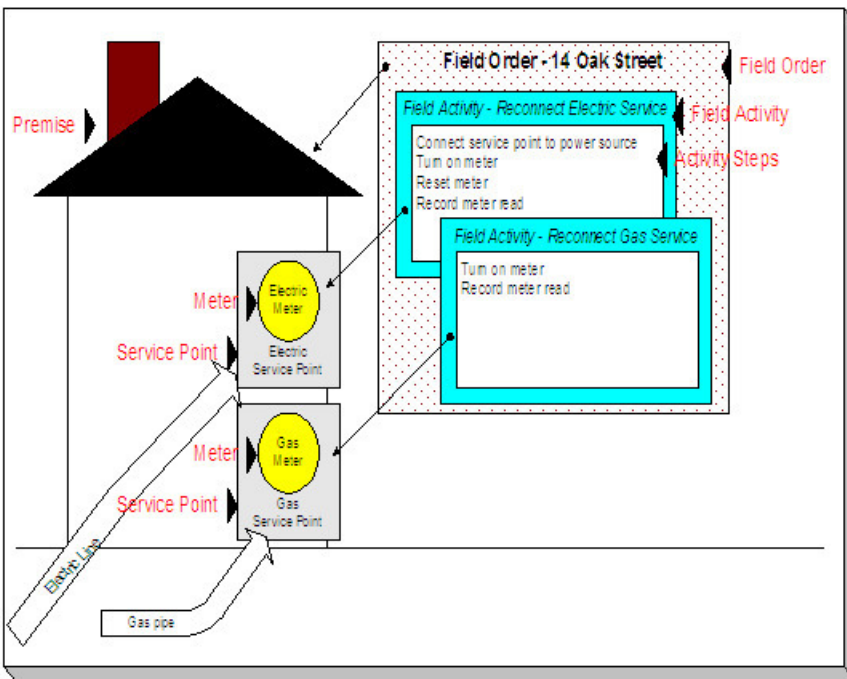 Field Order - 14 Oak Street
Field Order
Premise
Field Activity - Reconnect Electric Service
Field Activity
Connect service point to power source
Turn on meter
Reset meter
Record meter read
Activity Steps
Field Activity - Reconnect Gas Service
Turn on meter
Record meter read
Meter
Electric
Meter
Service Point
Electric
Service Point
Meter
Gas
Meter
Service Point
Gas
Service Point
Electric Line
Gas pipe